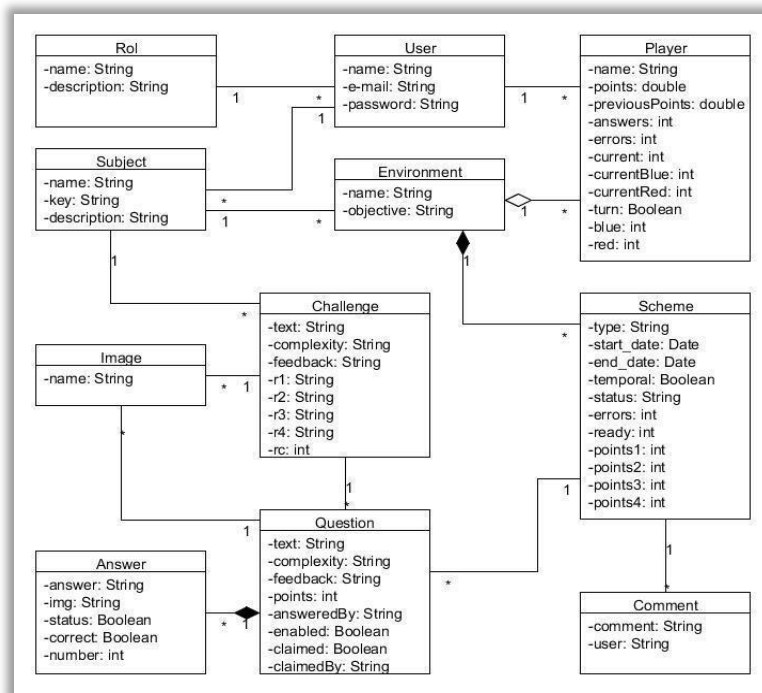 Rol
-name: String
-description: String
1
*
User
-name: String
-e-mail: String
-password: String
1
*
Player
-name: String
-points: double
-previousPoints: double
-answers: int
-errors: int
-current: int
-currentBlue: int
-currentRed: int
-turn: Boolean
-blue: int
-red: int
1
*
Subject
-name: String
-key: String
-description: String
1
*
Environment
-name: String
-objective: String
1
*
1
*
1
*
Challenge
-text: String
-complexity: String
-feedback: String
-r1: String
-r2: String
-r3: String
-r4: String
-rc: int
Scheme
-type: String
-start_date: Date
-end_date: Date
-temporal: Boolean
-status: String
-errors: int
-ready: int
-points1: int
-points2: int
-points3: int
-points4: int
Image
-name: String
*
1
*
1
1
*
Question
-text: String
-complexity: String
-feedback: String
-points: int
-answeredBy: String
-enabled: Boolean
-claimed: Boolean
-claimedBy: String
1
*
Answer
-answer: String
-img: String
-status: Boolean
-correct: Boolean
-number: int
*
1
1
*
Comment
-comment: String
-user: String